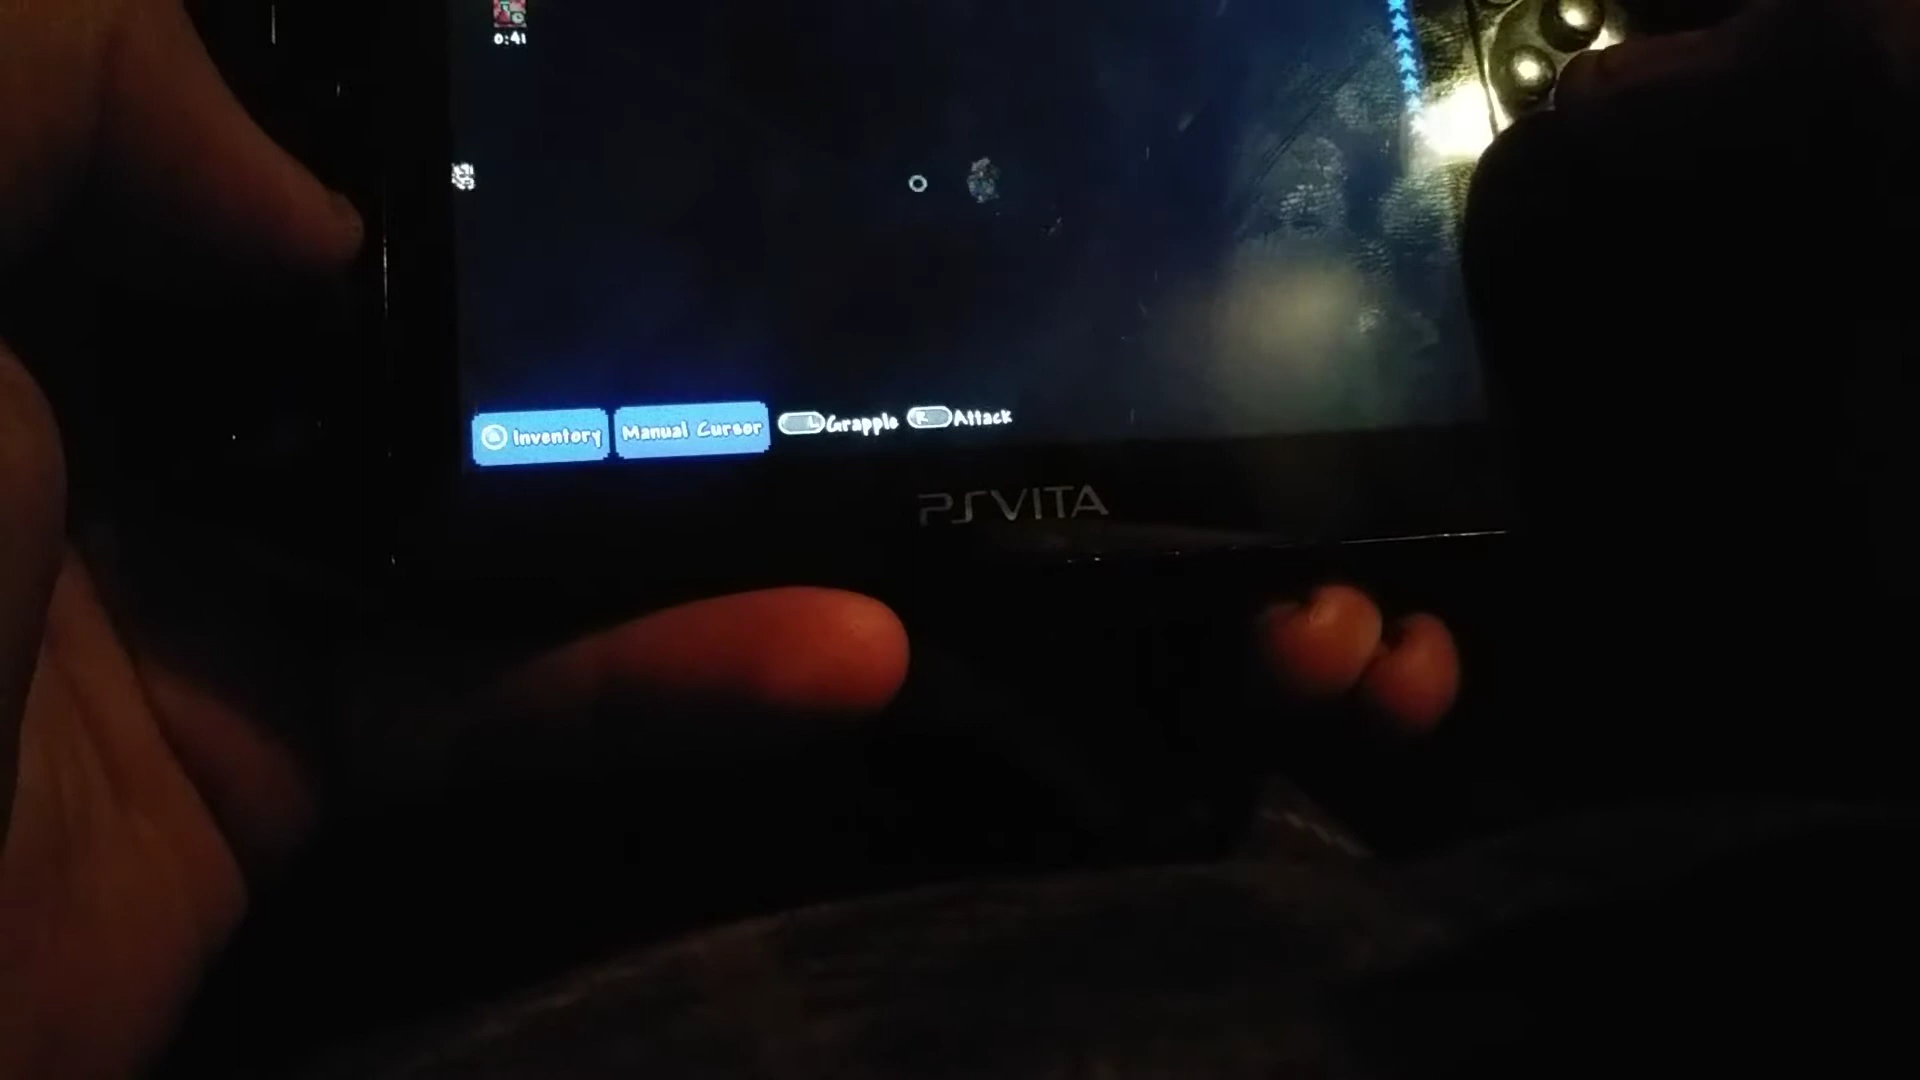 0:41
Inventory
Manual Cursor
L Grapple
R Attack
PSVITA